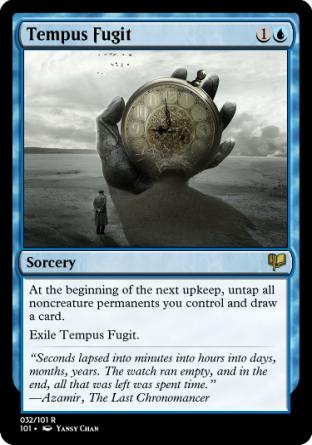 Tempus Fugit 1
Sorcery
At the beginning of the next upkeep, untap all
noncreature permanents you control and draw
a card.
Exile Tempus Fugit.
“Seconds lapsed into minutes into hours into days,
months, years. The watch ran empty, and in the
end, all that was left was spent time.”
—Azamir, The Last Chronomancer
032/101 R
101 • Yansy Chan